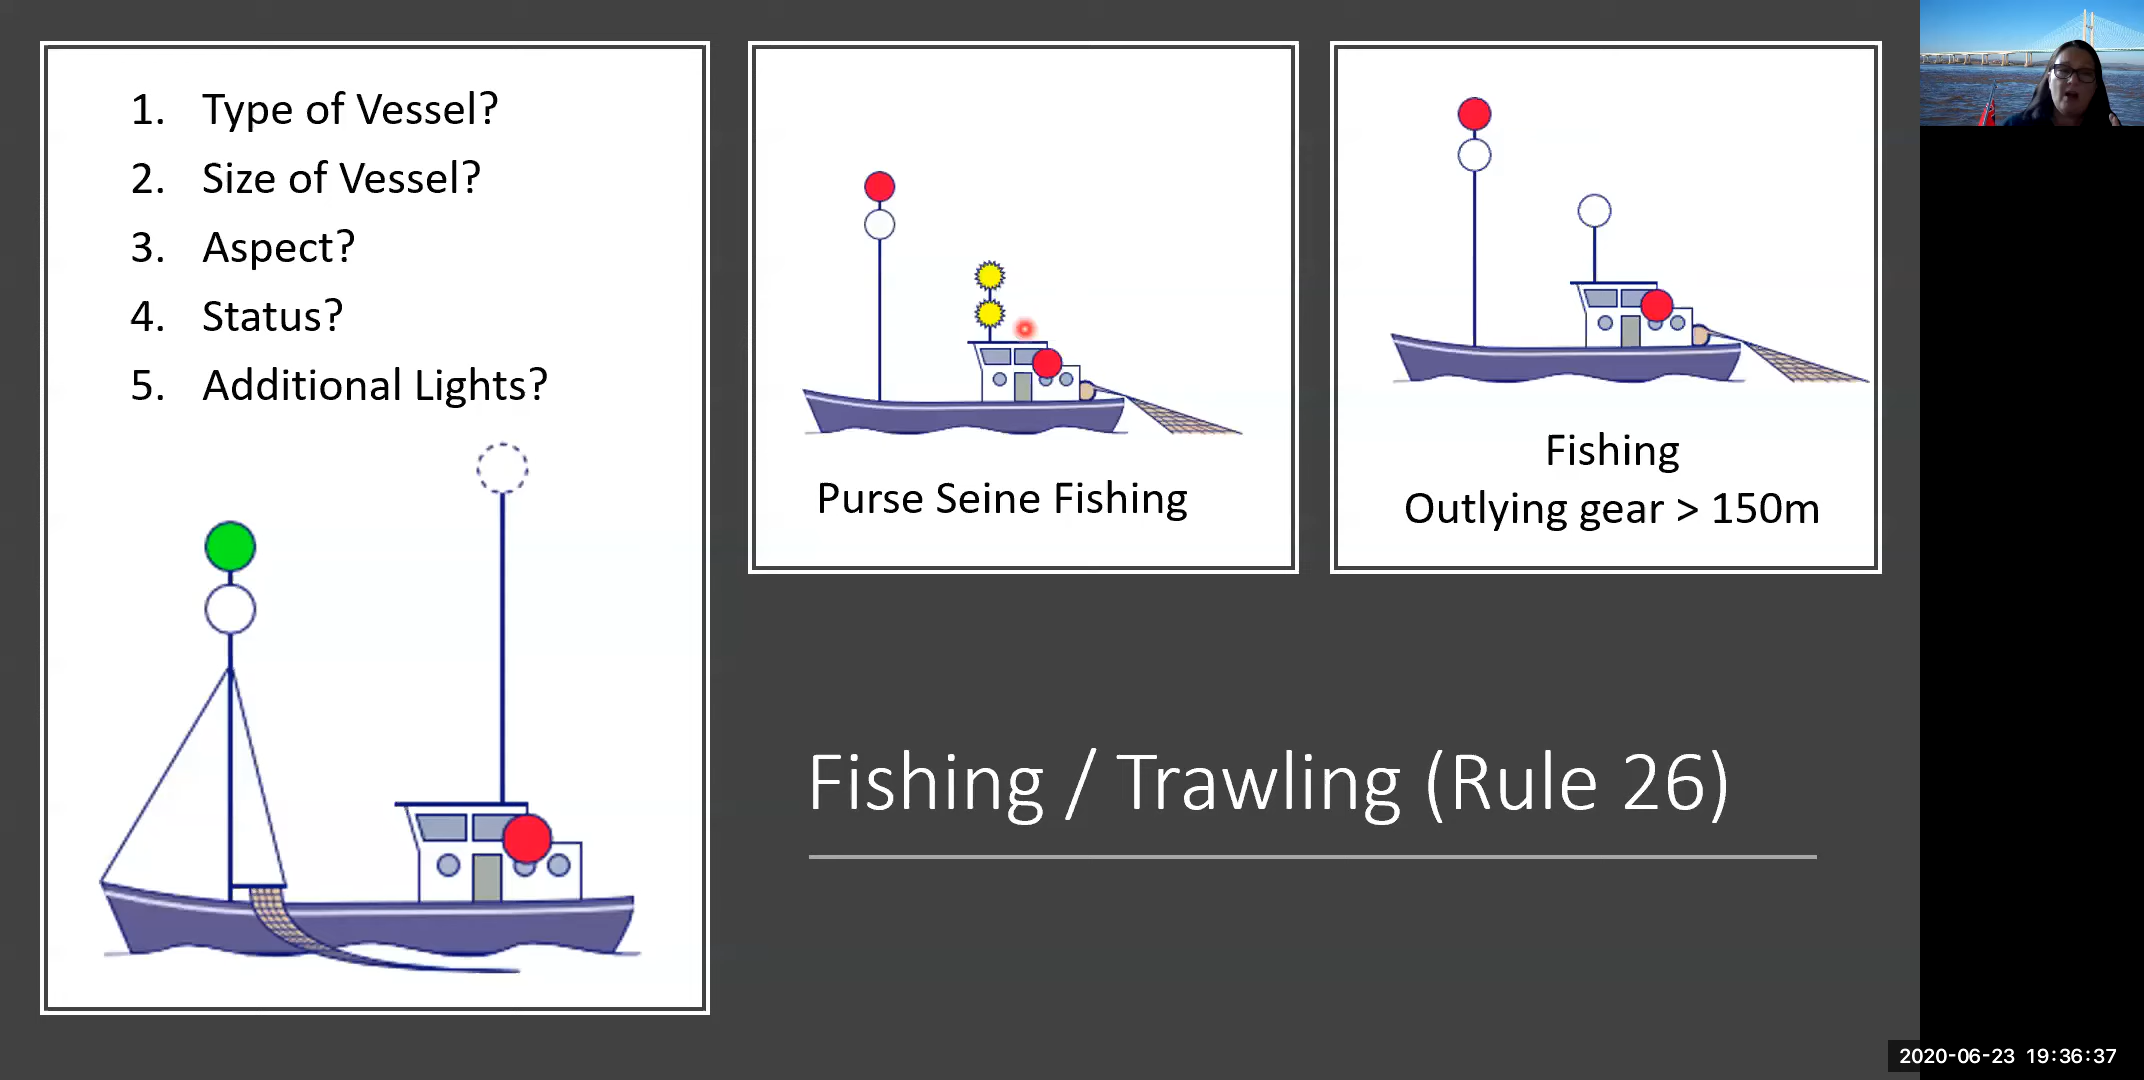 1. Type of Vessel?
2. Size of Vessel?
3. Aspect?
4. Status?
5. Additional Lights?
Purse Seine Fishing
Fishing
Outlying gear > 150m
Fishing / Trawling (Rule 26)
2020-06-23 19:36:37